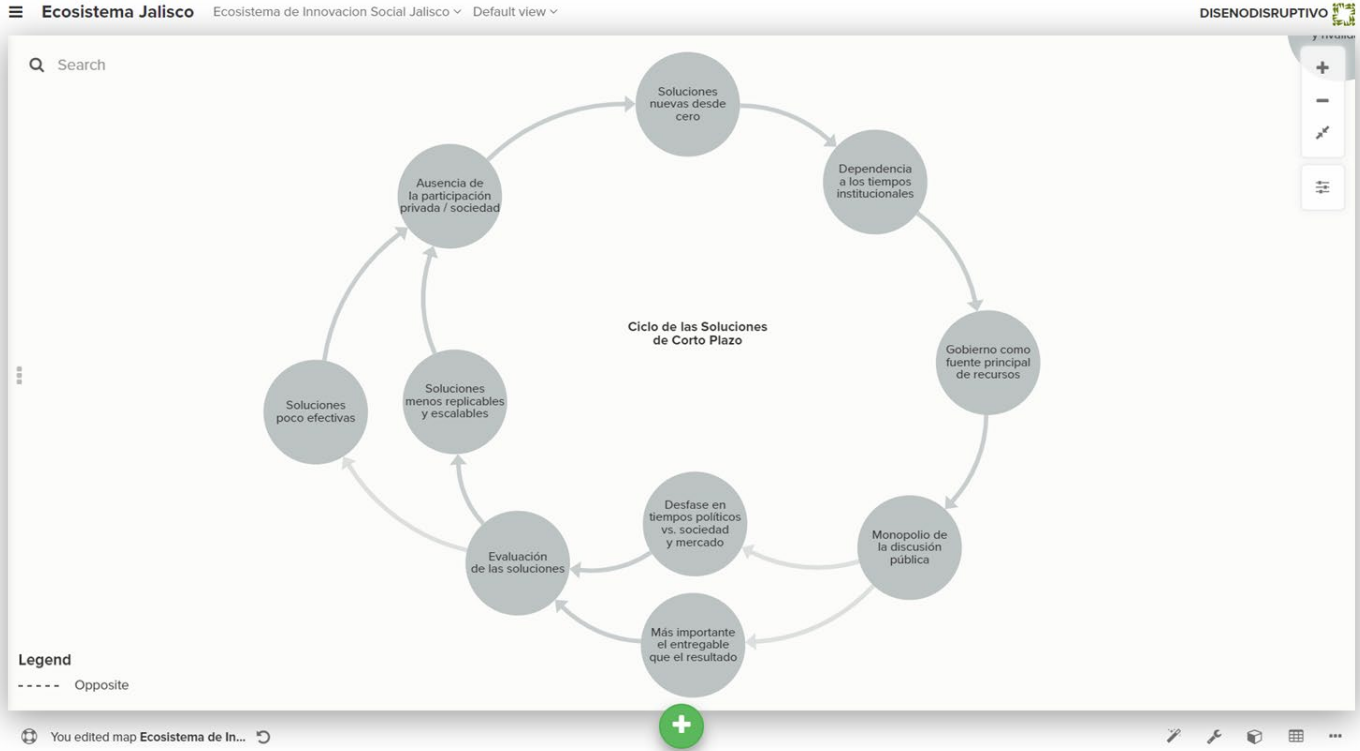 Ecosistema Jalisco
Ecosistema de Innovacion Social Jalisco
Default view
DISENODISRUPTIVO
Search
Soluciones
nuevas desde
cero
Dependencia
a los tiempos
institucionales
Gobierno como
fuente principal
de recursos
Monopolio de
la discusión
pública
Desfase en
tiempos políticos
vs. sociedad
y mercado
Más importante
el entregable
que el resultado
Evaluación
de las soluciones
Soluciones
menos replicables
y escalables
Soluciones
poco efectivas
Ausencia de
la participación
privada / sociedad
Ciclo de las Soluciones
de Corto Plazo
Legend
Opposite
You edited map Ecosistema de In...